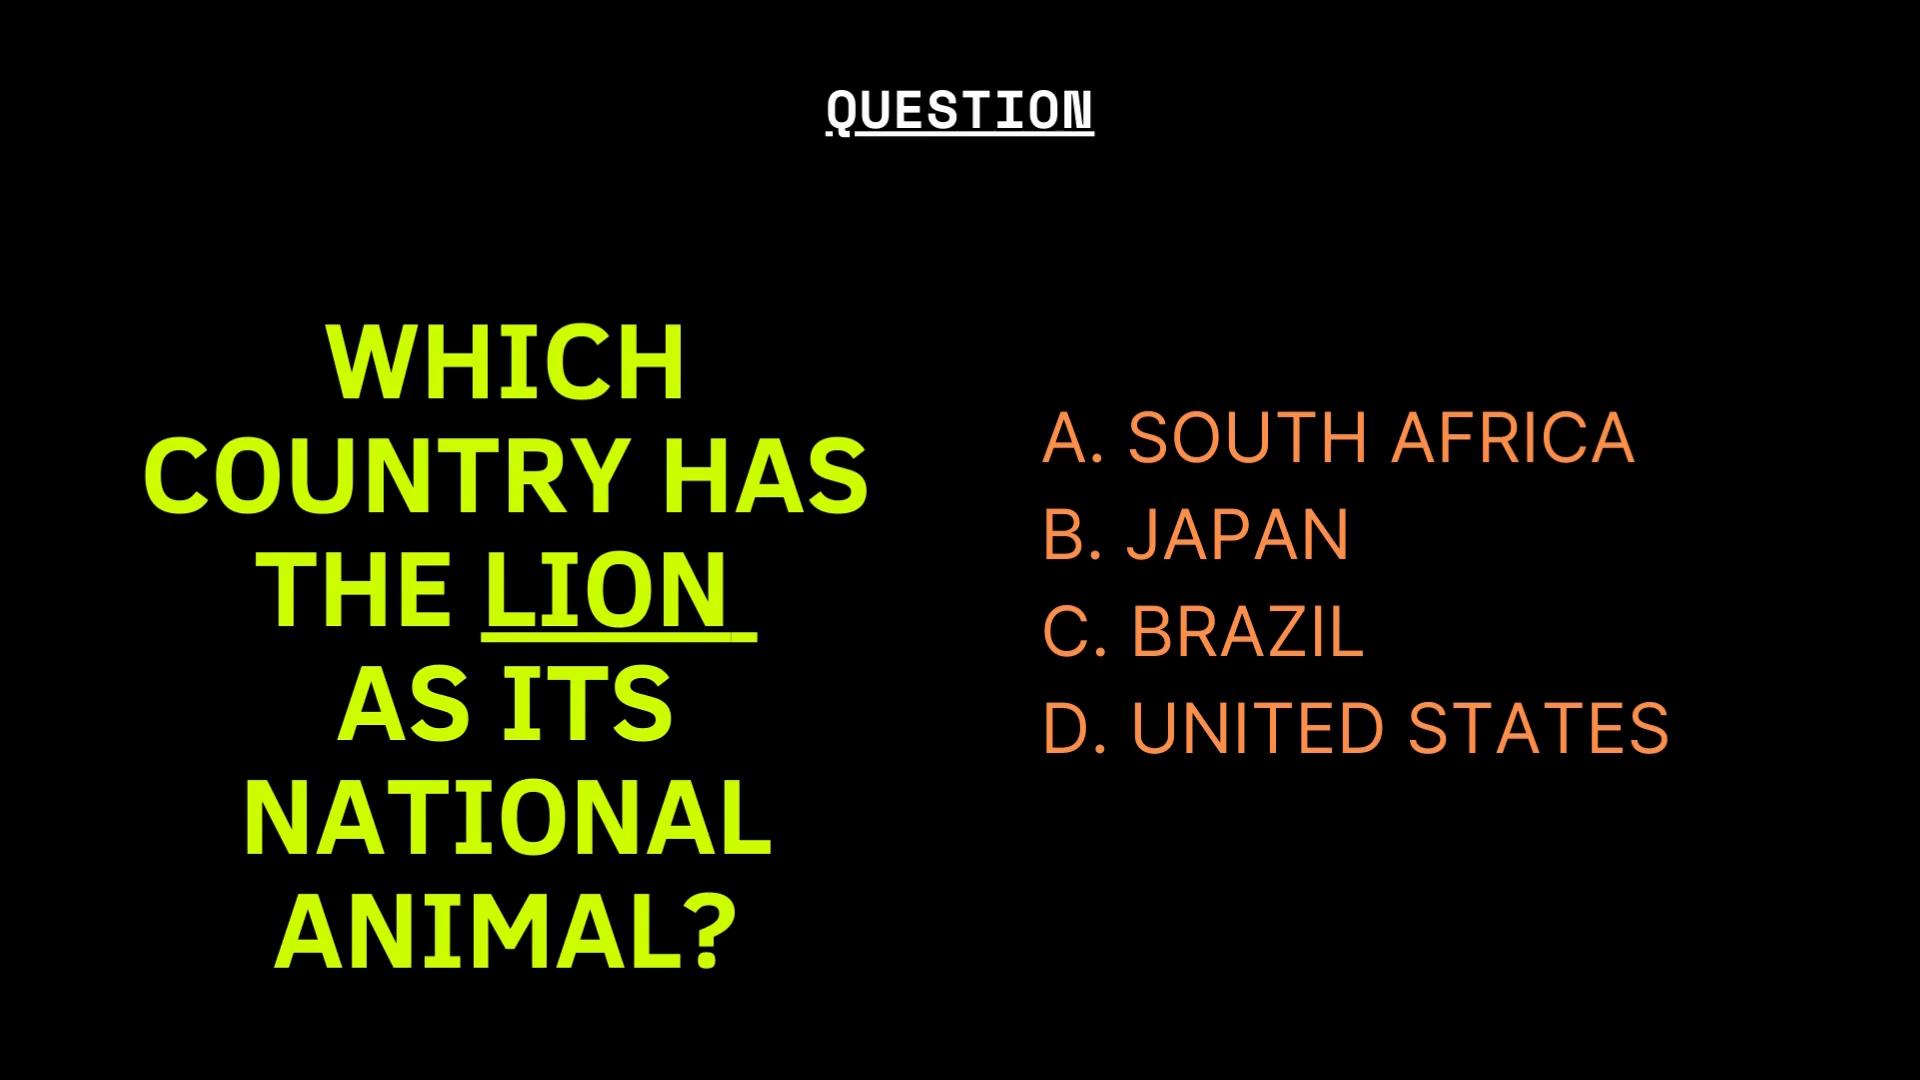 QUESTION
WHICH
COUNTRY HAS
THE LION
AS ITS
NATIONAL
ANIMAL?
A. SOUTH AFRICA
B. JAPAN
C. BRAZIL
D. UNITED STATES